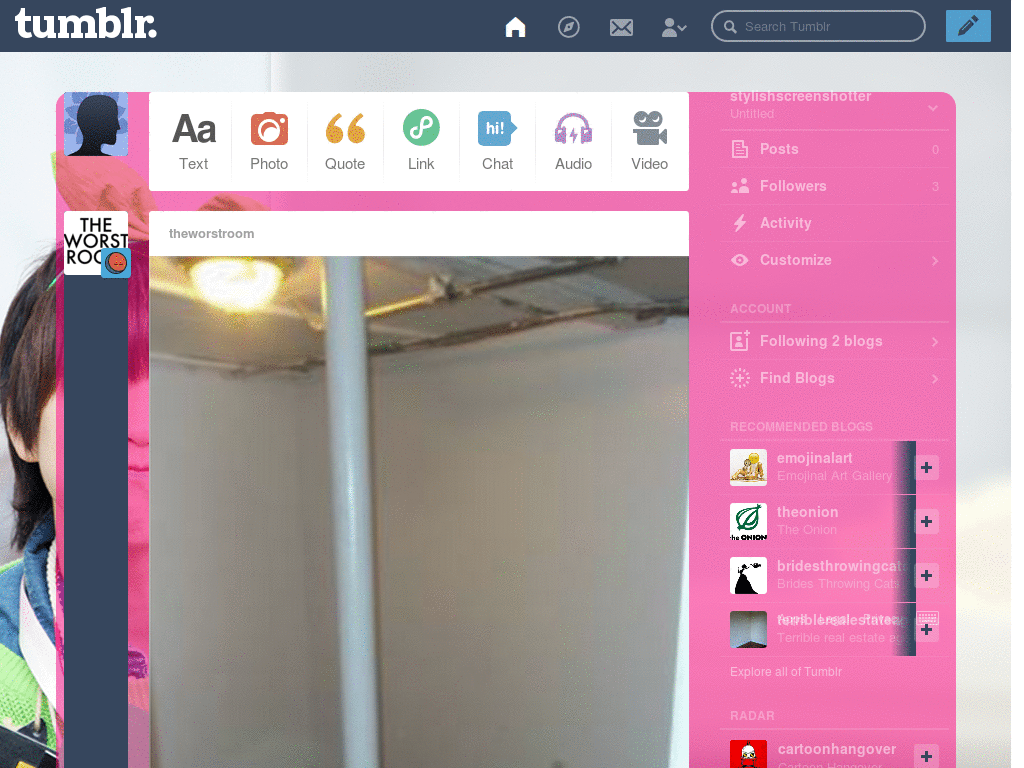 tumblr.
Search Tumblr
Aa
hi!
Text
Photo
Quote
Link
Chat
Audio
Video
THE
WORST
theworstroom
stylishscreenshotter
Untitled
Posts 0
Followers 3
Activity
Customize
ACCOUNT
Following 2 blogs
Find Blogs
RECOMMENDED BLOGS
emojinalart
Emojinal Art Gallery
theonion
The Onion
the ONION
bridesthrowingcats
Brides Throwing Cats
Terrible real estate
Explore all of Tumblr
RADAR
cartoonhangover
Cartoon Hangover